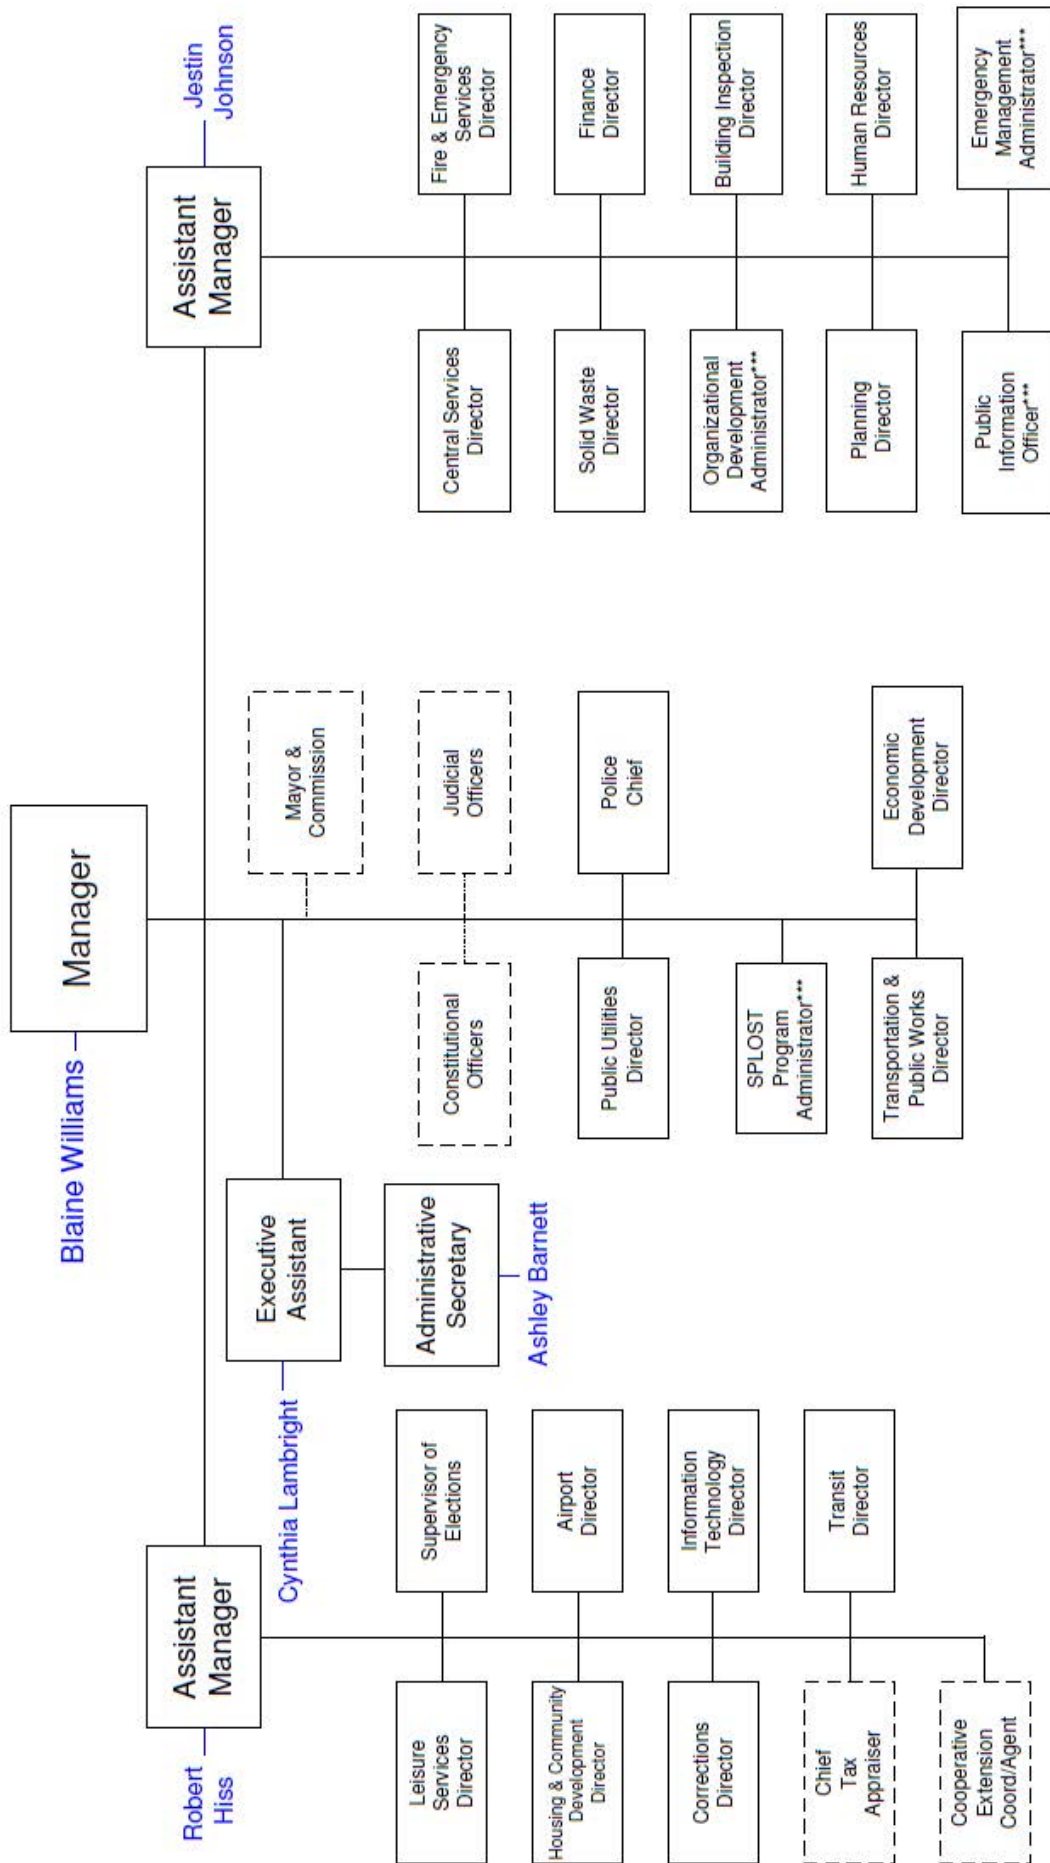 Blaine Williams
Manager
Robert
Hiss
Assistant
Manager
Assistant
Manager
Jestin
Johnson
Cynthia Lambright
Executive
Assistant
Mayor &
Commission
Administrative
Secretary
Ashley Barnett
Leisure
Services
Director
Supervisor of
Elections
Constitutional
Officers
Judicial
Officers
Central Services
Director
Fire & Emergency
Services
Director
Housing & Community
Development
Director
Airport
Director
Public Utilities
Director
Police
Chief
Solid Waste
Director
Finance
Director
Corrections
Director
Information
Technology
Director
SPLOST
Program
Administrator***
Organizational
Development
Administrator***
Building Inspection
Director
Chief
Tax
Appraiser
Transit
Director
Transportation &
Public Works
Director
Economic
Development
Director
Planning
Director
Human Resources
Director
Cooperative
Extension
Coord/Agent
Public
Information
Officer***
Emergency
Management
Administrator***